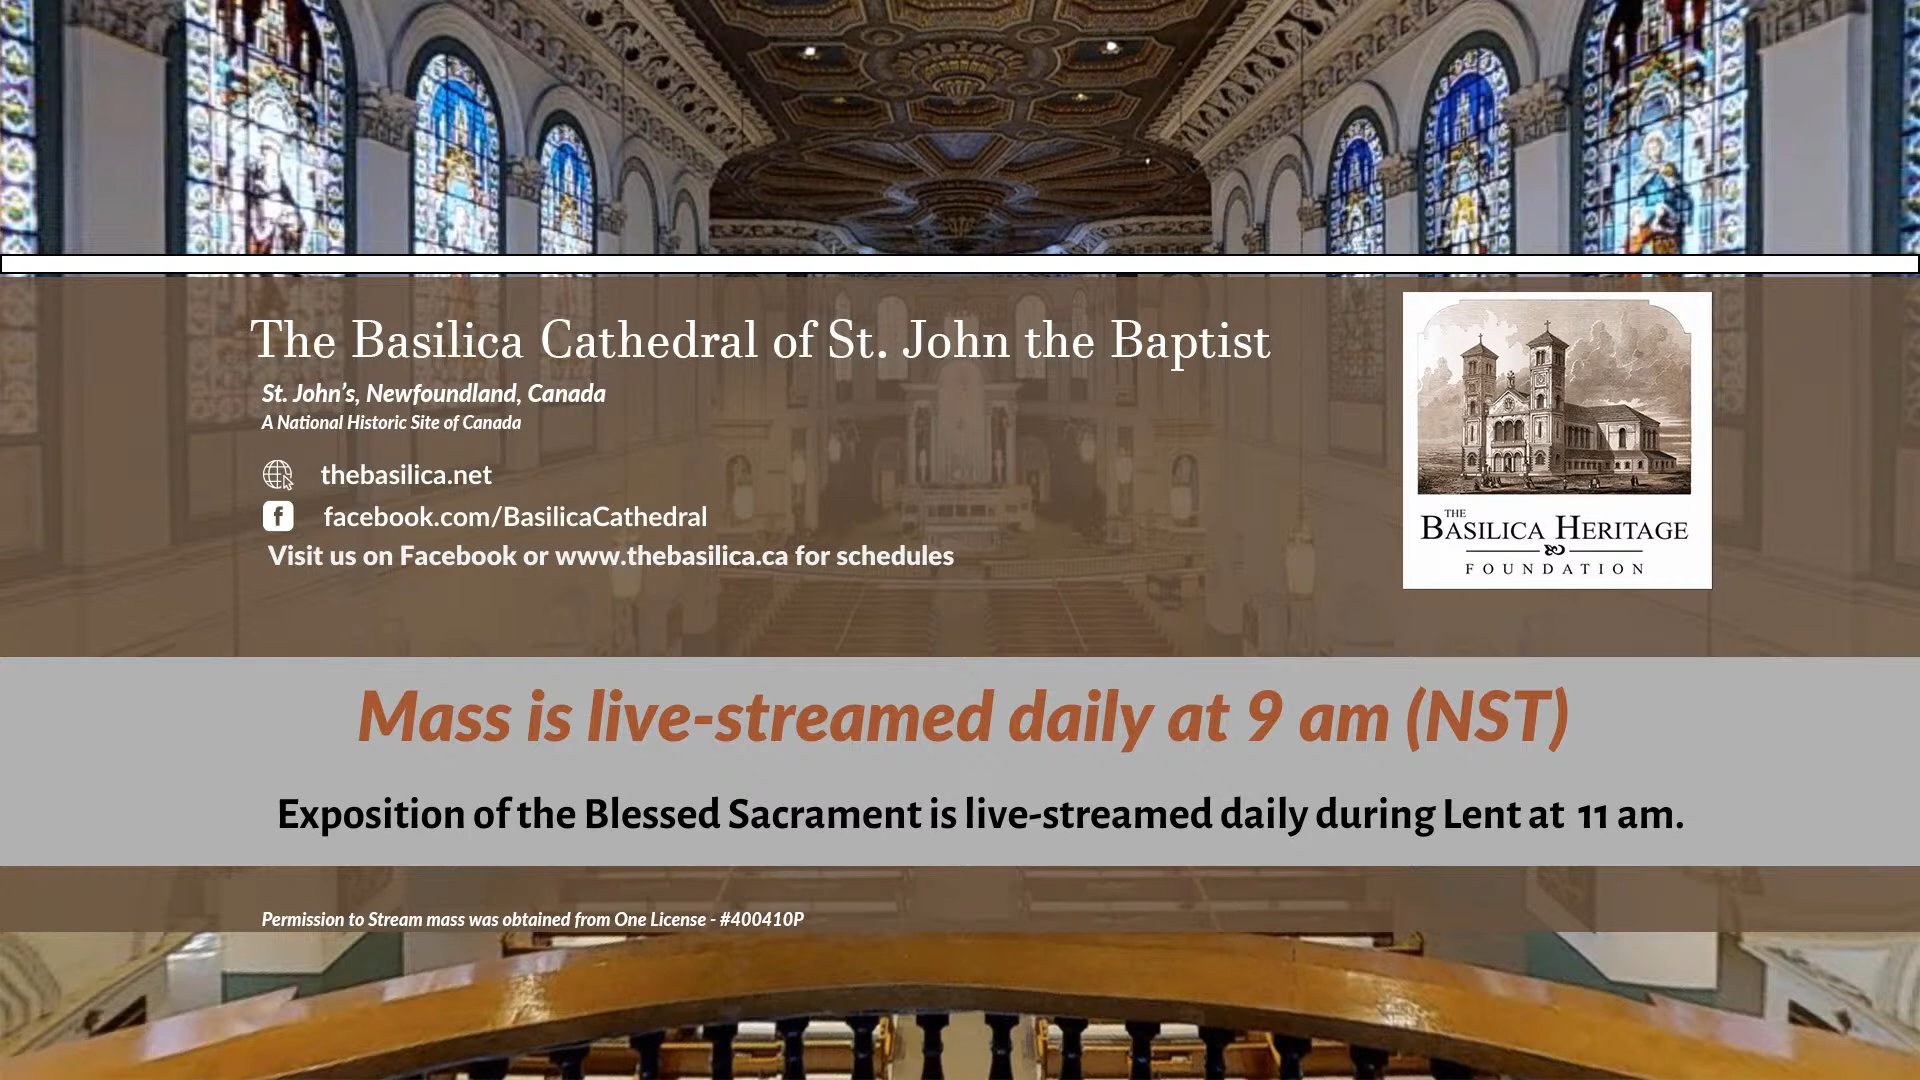 The Basilica Cathedral of St. John the Baptist
St. John’s, Newfoundland, Canada
A National Historic Site of Canada
thebasilica.net
facebook.com/BasilicaCathedral
Visit us on Facebook or www.thebasilica.ca for schedules
THE
BASILICA HERITAGE
FOUNDATION
Mass is live-streamed daily at 9 am (NST)
Exposition of the Blessed Sacrament is live-streamed daily during Lent at 11 am.
Permission to Stream mass was obtained from One License - #400410P